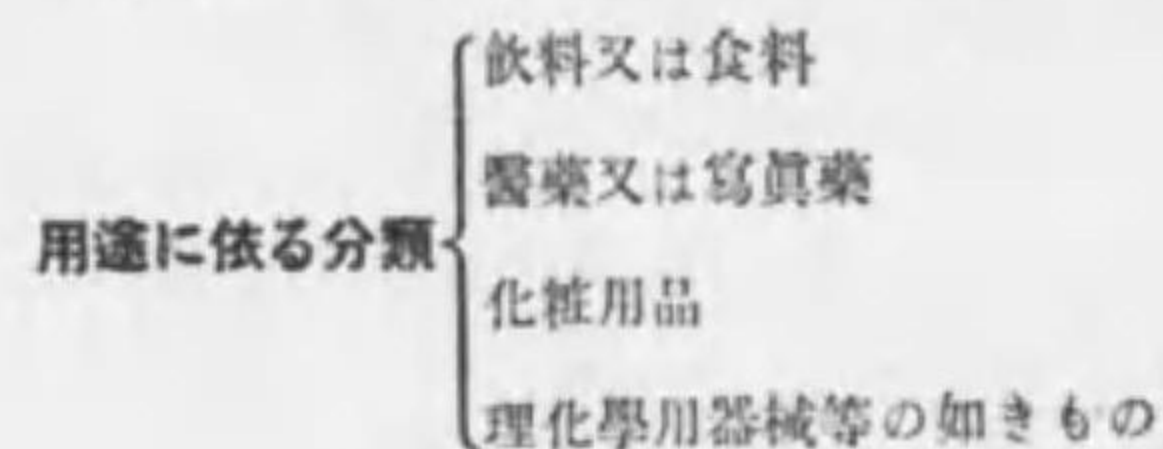 用途に依る分類
飮料又は食料
醫藥又は寫眞藥
化粧用品
理化學用器械等の如きもの